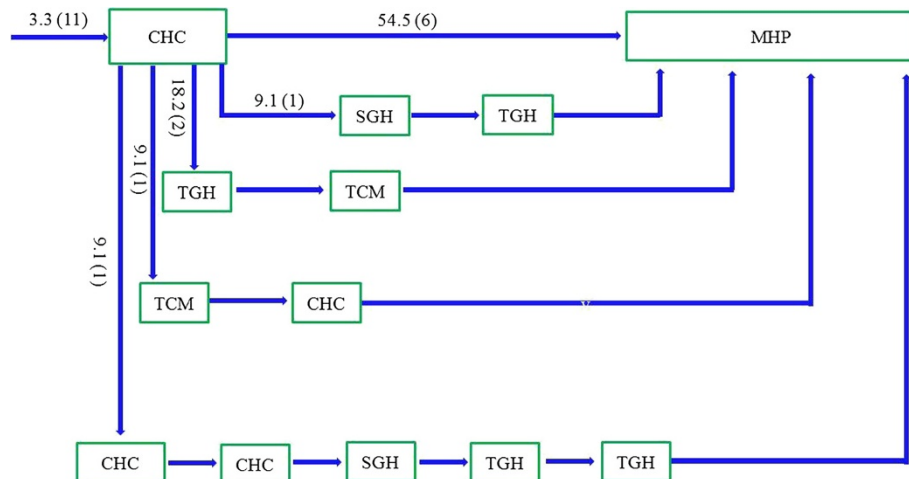 3.3 (11)
CHC
54.5 (6)
MHP
9.1 (1)
SGH
TGH
18.2 (2)
TGH
TCM
9.1 (1)
TCM
CHC
9.1 (1)
CHC
CHC
SGH
TGH
TGH